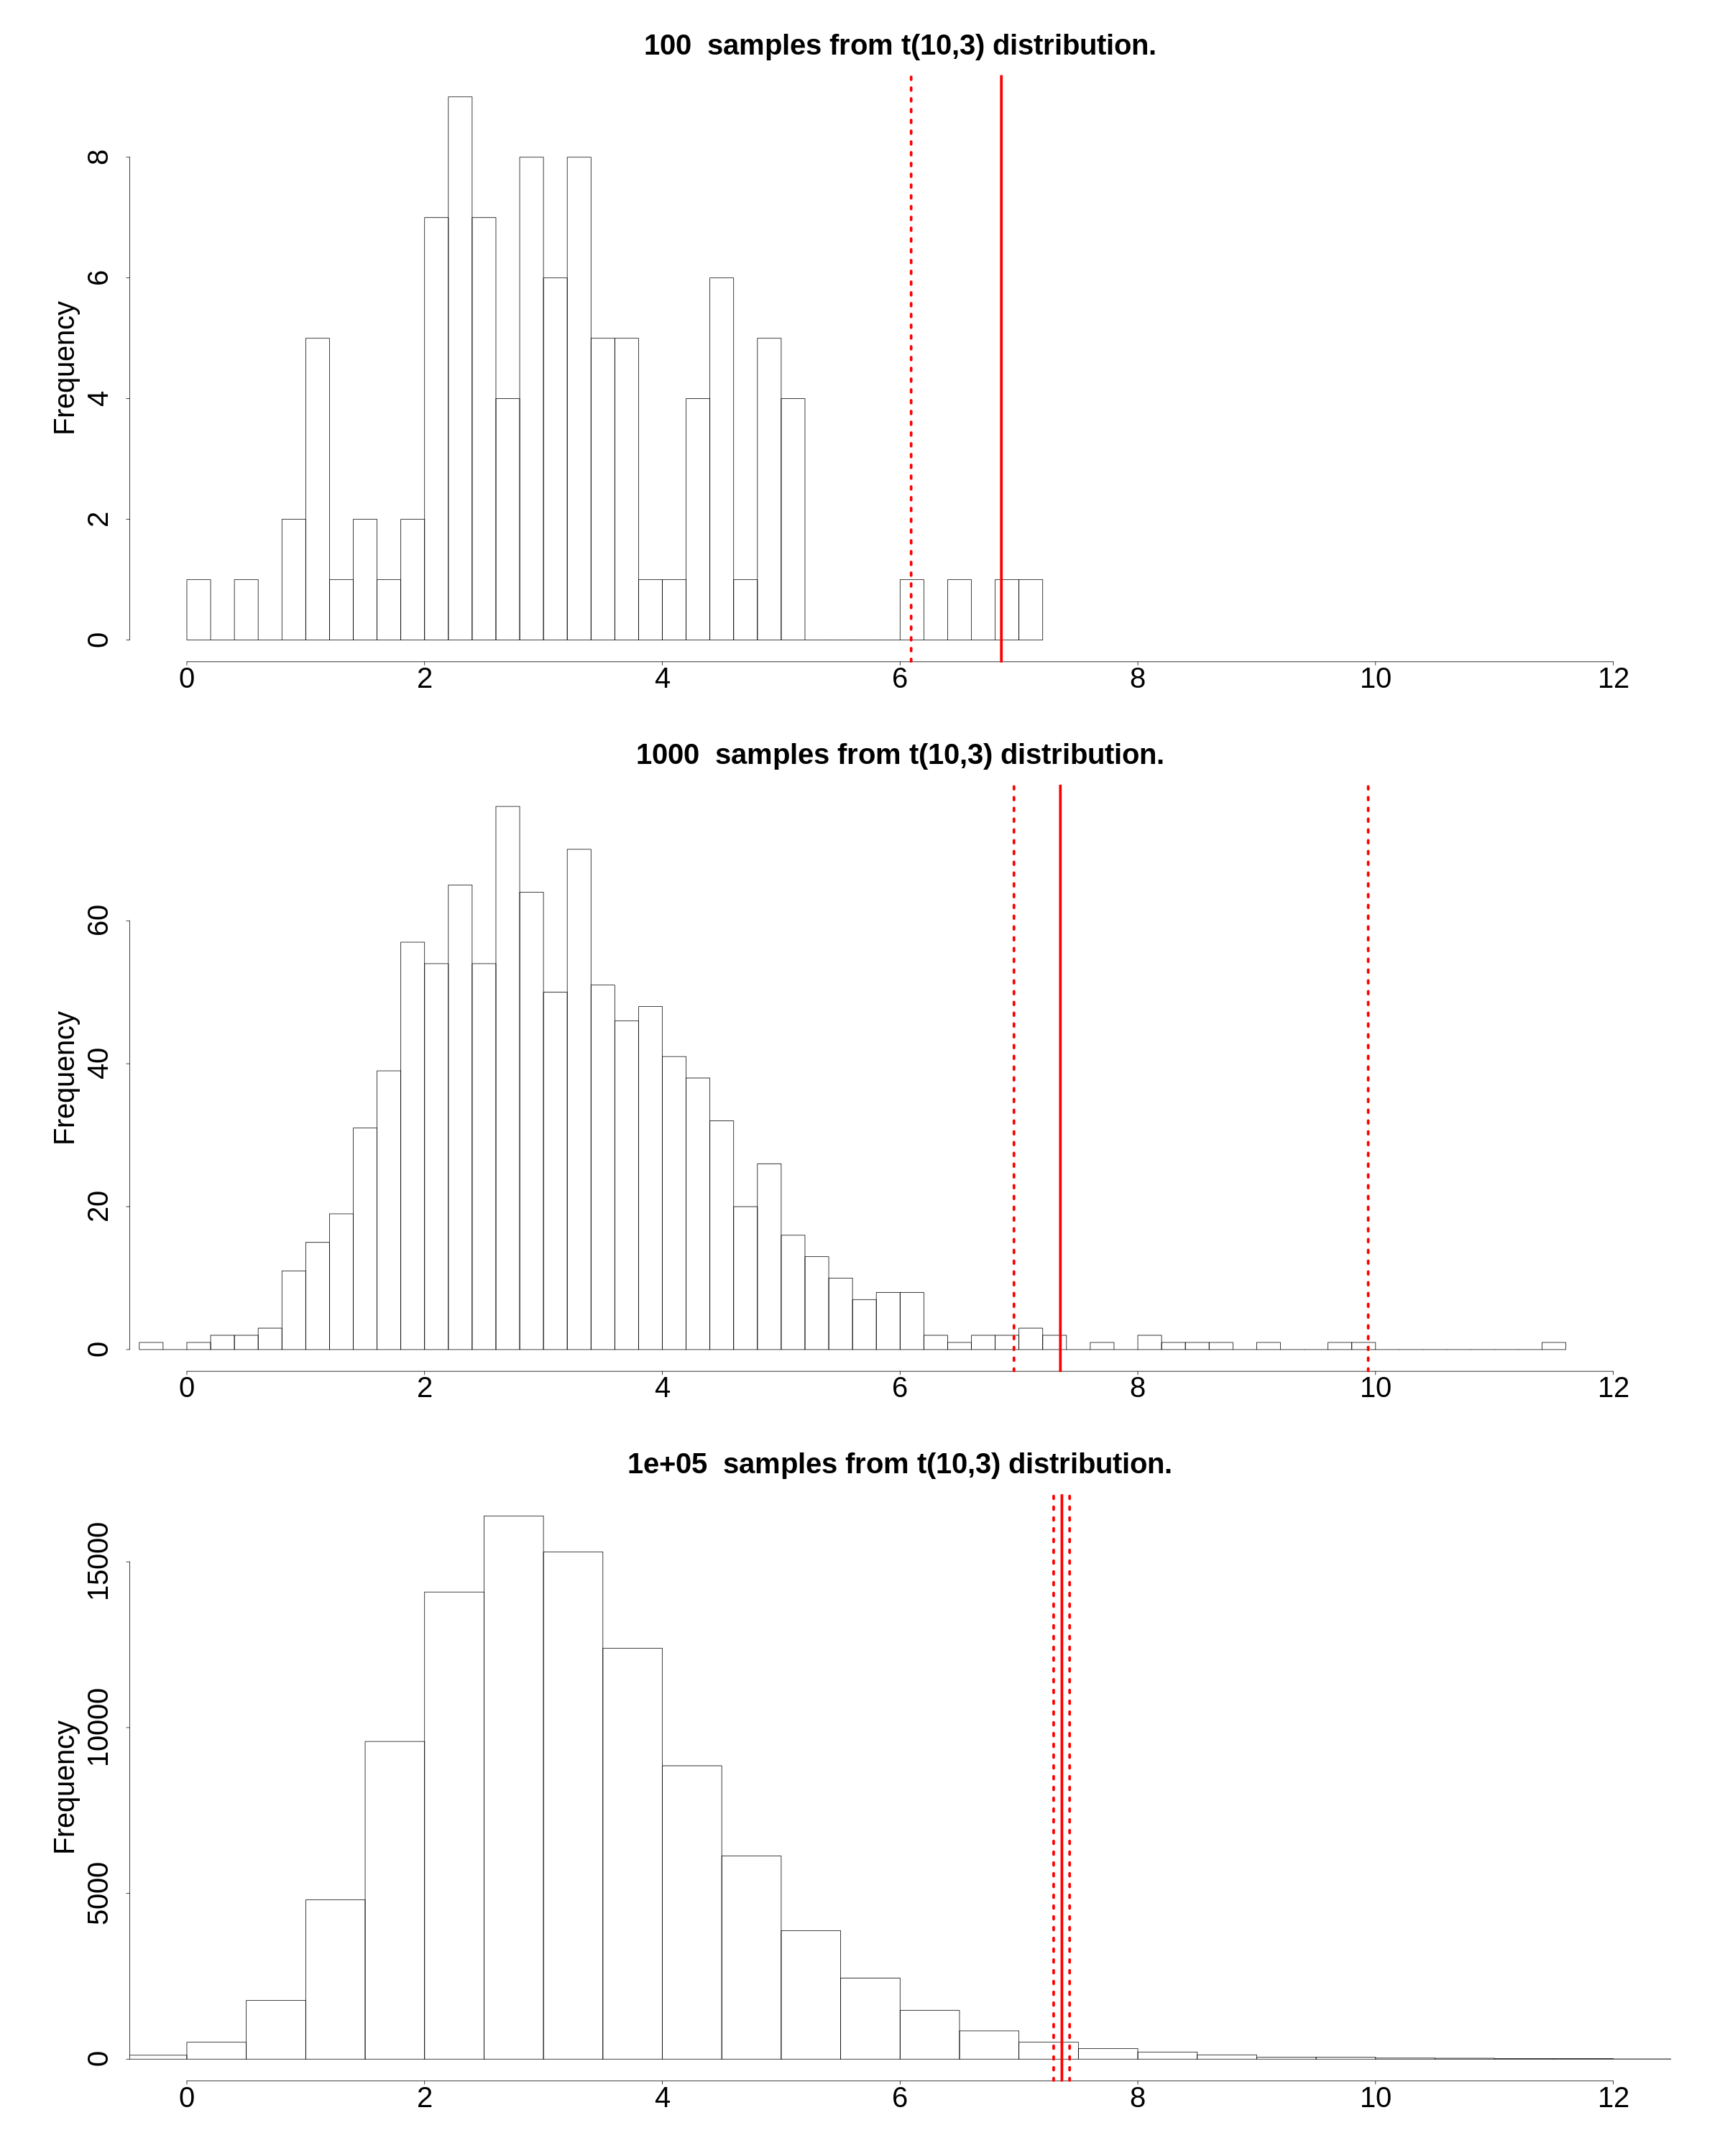 100  samples from t(10,3) distribution.
Frequency
8
6
4
2
0
0 2 4 6 8 10 12
1000  samples from t(10,3) distribution.
Frequency
60
40
20
0
0 2 4 6 8 10 12
1e+05  samples from t(10,3) distribution.
Frequency
15000
10000
5000
0
0 2 4 6 8 10 12